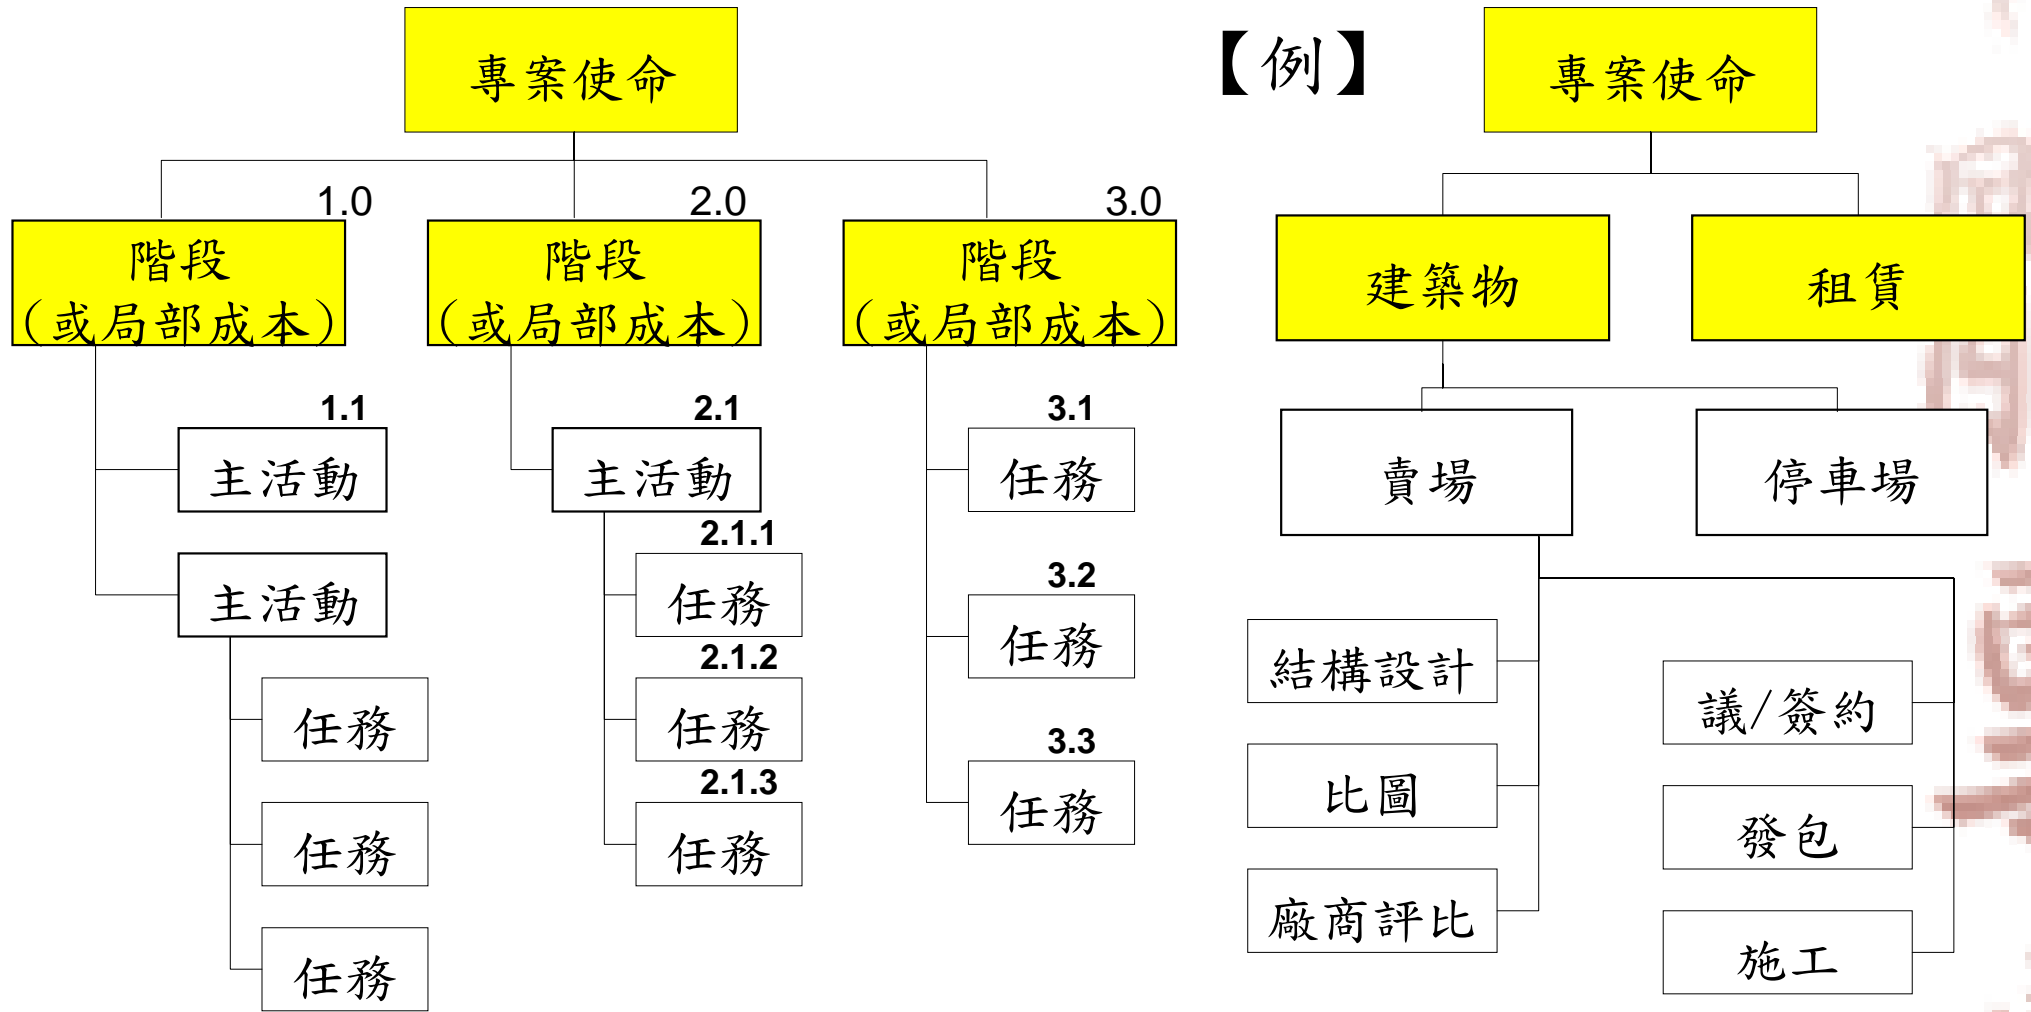 專案使命
1.0
階段
(或局部成本)
1.1
主活動
主活動
任務
任務
任務
2.0
階段
(或局部成本)
2.1
主活動
2.1.1
任務
2.1.2
任務
2.1.3
任務
3.0
階段
(或局部成本)
3.1
任務
3.2
任務
3.3
任務
【例】
專案使命
建築物
租賃
賣場
停車場
結構設計
比圖
廠商評比
議/簽約
發包
施工